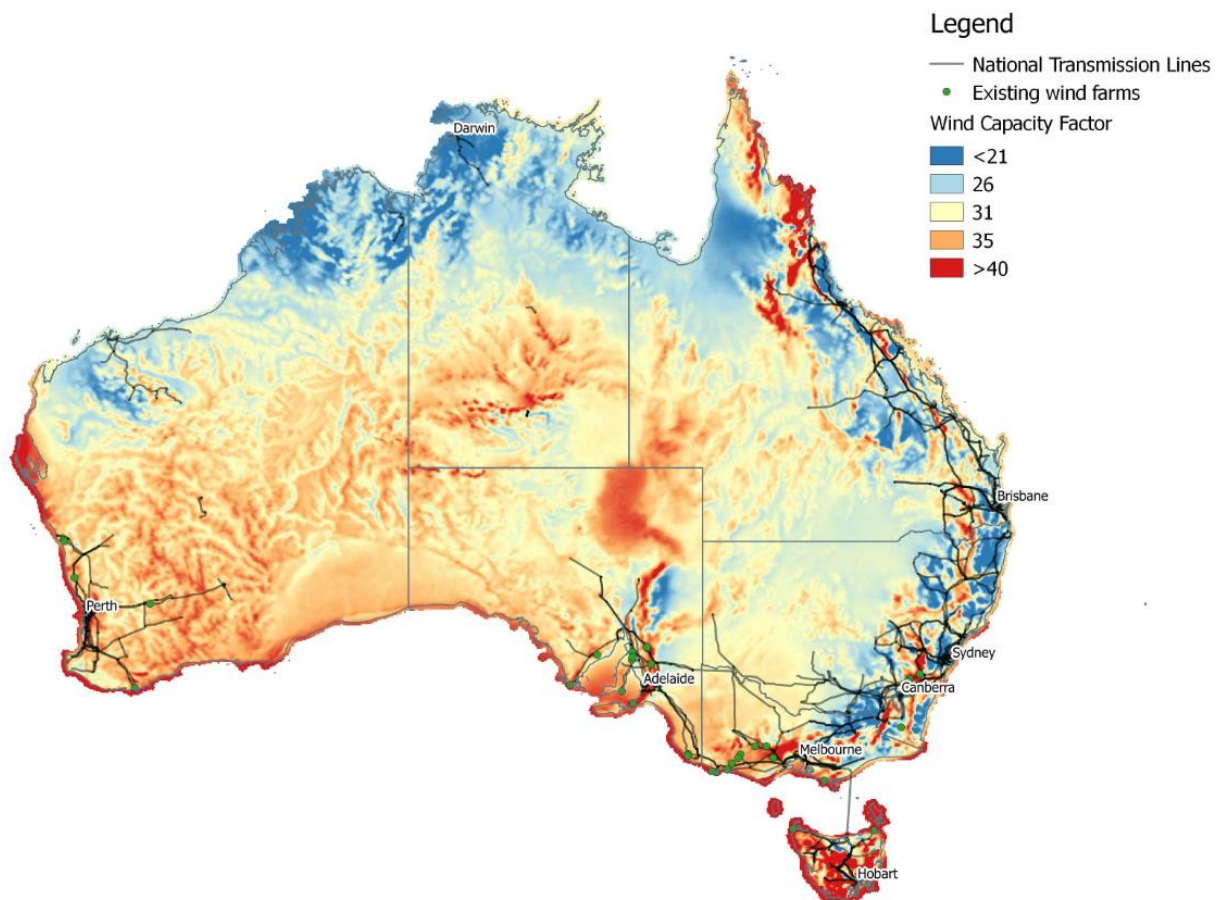 Legend
National Transmission Lines
Existing wind farms
Wind Capacity Factor
<21
26
31
35
>40
Darwin
Brisbane
Perth
Sydney
Adelaide
Canberra
Melbourne
Hobart